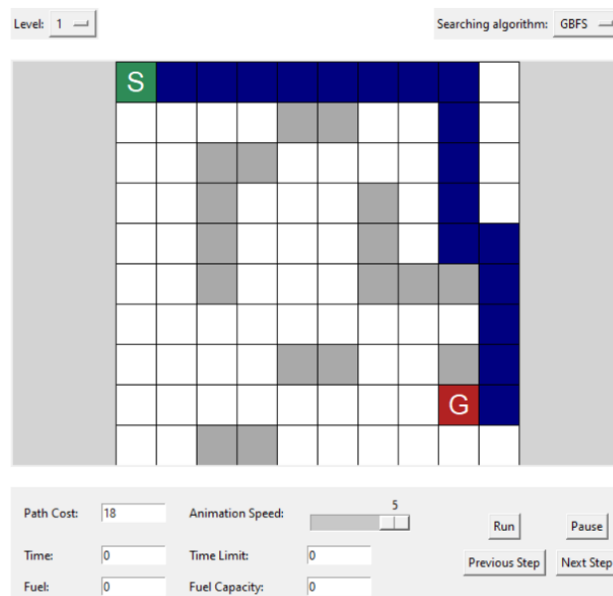 Level: 1 Searching algorithm: GBFS
S
G
5
Path Cost: 18 Animation Speed:
Run Pause
Time: 0 Time Limit: 0
Previous Step Next Step
Fuel: 0 Fuel Capacity: 0